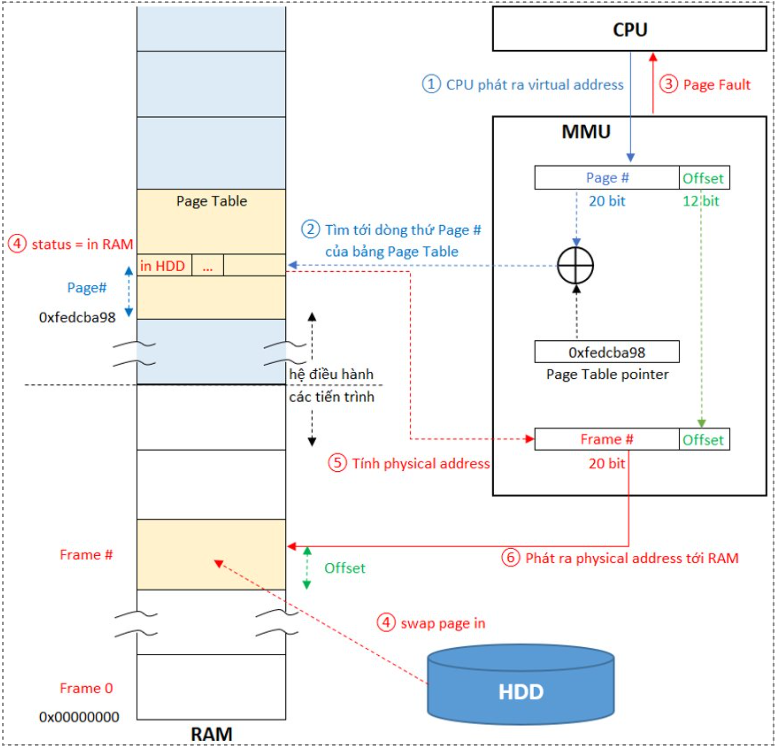 CPU
① CPU phát ra virtual address
③ Page Fault
MMU
Page #
Offset
20 bit
12 bit
Page Table
② Tìm tới dòng thứ Page #
của bảng Page Table
④ status = in RAM
in HDD
...
Page#
0xfedcba98
0xfedcba98
Page Table pointer
hệ điều hành
các tiến trình
Frame #
Offset
20 bit
⑤ Tính physical address
Frame #
Offset
⑥ Phát ra physical address tới RAM
④ swap page in
HDD
Frame 0
0x00000000
RAM